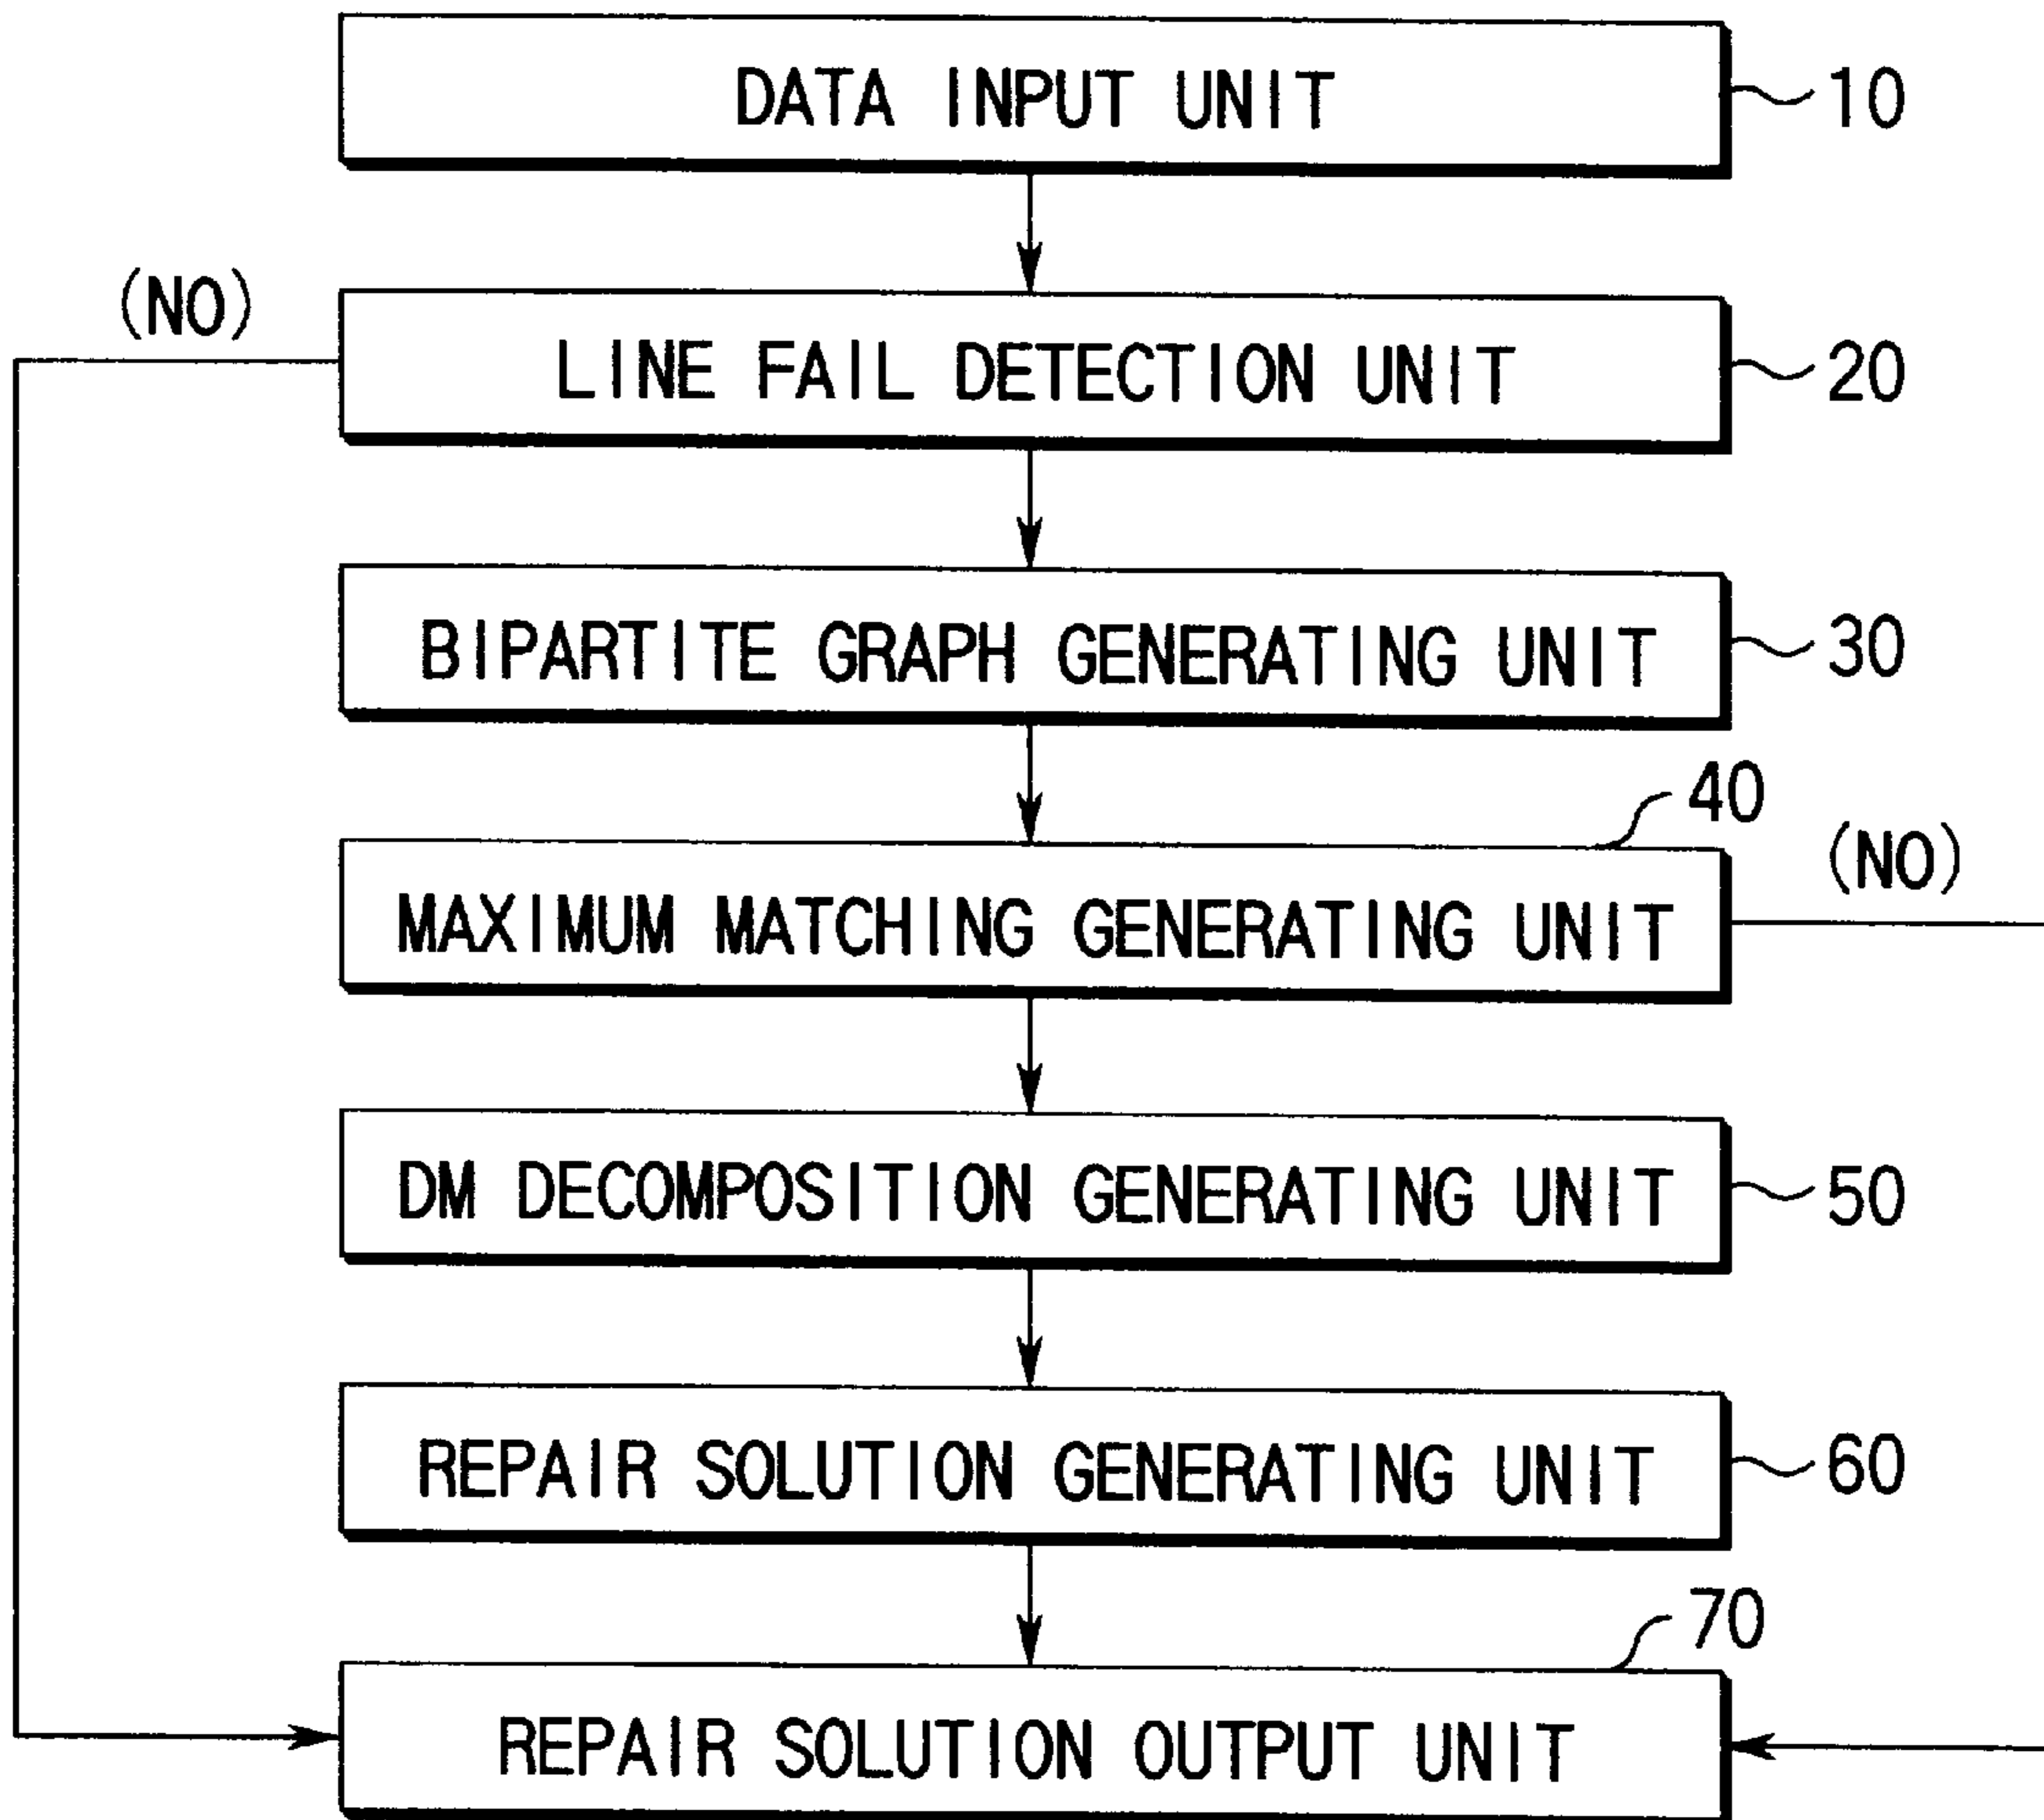 DATA INPUT UNIT
10
(NO)
LINE FAIL DETECTION UNIT
20
BIPARTITE GRAPH GENERATING UNIT
30
40
(NO)
MAXIMUM MATCHING GENERATING UNIT
DM DECOMPOSITION GENERATING UNIT
50
REPAIR SOLUTION GENERATING UNIT
60
70
REPAIR SOLUTION OUTPUT UNIT